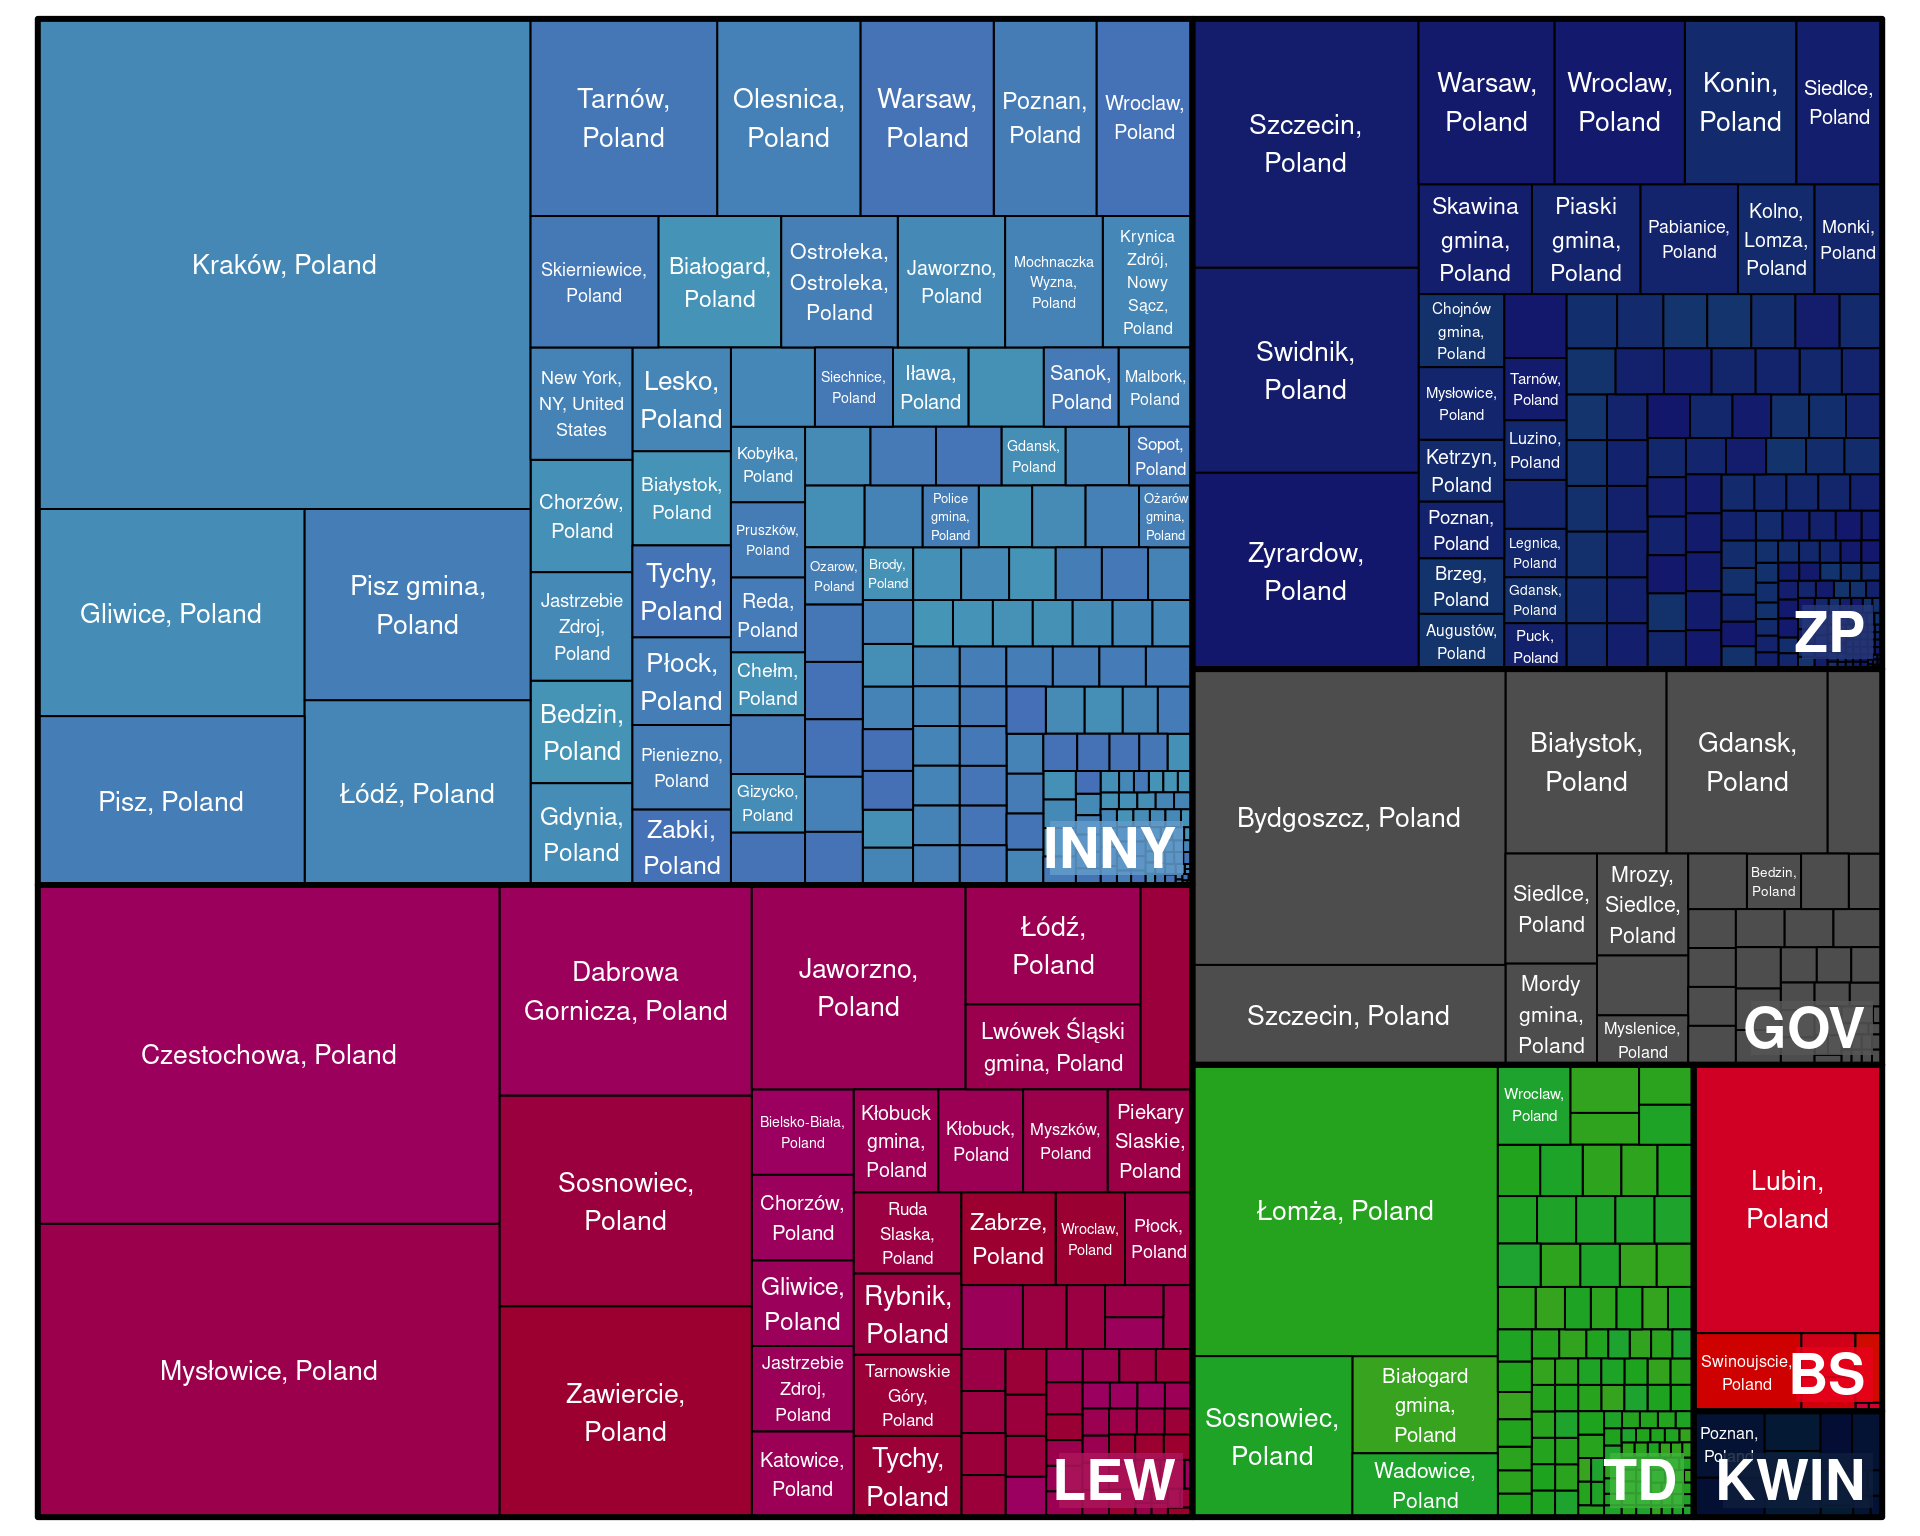 Kraków, Poland
Gliwice, Poland
Pisz gmina,
Poland
Pisz, Poland
Łódź, Poland
Tarnów,
Poland
Olesnica,
Poland
Warsaw,
Poland
Poznan,
Poland
Wroclaw,
Poland
Skierniewice,
Poland
Białogard,
Poland
Ostrołeka,
Ostroleka,
Poland
Jaworzno,
Poland
Mochnaczka
Wyzna,
Poland
Krynica
Zdrój,
Nowy
Sącz,
Poland
New York,
NY, United
States
Chorzów,
Poland
Jastrzebie
Zdroj,
Poland
Bedzin,
Poland
Gdynia,
Poland
Lesko,
Poland
Białystok,
Poland
Tychy,
Poland
Płock,
Poland
Pieniezno,
Poland
Zabki,
Poland
Siechnice,
Poland
Iława,
Poland
Sanok,
Poland
Malbork,
Poland
Kobyłka,
Poland
Pruszków,
Poland
Reda,
Poland
Chełm,
Poland
Gizycko,
Poland
Gdansk,
Poland
Sopot,
Poland
Police
gmina,
Poland
Ożarów
gmina,
Poland
Ozarow,
Poland
Brody,
Poland
INNY
Szczecin,
Poland
Swidnik,
Poland
Zyrardow,
Poland
Warsaw,
Poland
Wroclaw,
Poland
Konin,
Poland
Siedlce,
Poland
Skawina
gmina,
Poland
Piaski
gmina,
Poland
Pabianice,
Poland
Kolno,
Lomza,
Poland
Monki,
Poland
Chojnów
gmina,
Poland
Mysłowice,
Poland
Ketrzyn,
Poland
Poznan,
Poland
Brzeg,
Poland
Augustów,
Poland
Tarnów,
Poland
Luzino,
Poland
Legnica,
Poland
Gdansk,
Poland
Puck,
Poland
ZP
Bydgoszcz, Poland
Szczecin, Poland
Białystok,
Poland
Gdansk,
Poland
Siedlce,
Poland
Mrozy,
Siedlce,
Poland
Bedzin,
Poland
Mordy
gmina,
Poland
Myslenice,
Poland
GOV
Czestochowa, Poland
Mysłowice, Poland
Dabrowa
Gornicza, Poland
Sosnowiec,
Poland
Zawiercie,
Poland
Jaworzno,
Poland
Łódź,
Poland
Lwówek Śląski
gmina, Poland
Bielsko-Biała,
Poland
Chorzów,
Poland
Gliwice,
Poland
Jastrzebie
Zdroj,
Poland
Katowice,
Poland
Kłobuck
gmina,
Poland
Kłobuck,
Poland
Myszków,
Poland
Piekary
Slaskie,
Poland
Ruda
Slaska,
Poland
Zabrze,
Poland
Wroclaw,
Poland
Płock,
Poland
Rybnik,
Poland
Tarnowskie
Góry,
Poland
Tychy,
Poland
LEW
Łomża, Poland
Sosnowiec,
Poland
Białogard
gmina,
Poland
Wadowice,
Poland
Wroclaw,
Poland
TD
Lubin,
Poland
Swinoujscie,
Poland
BS
Poznan,
Poland
KWIN